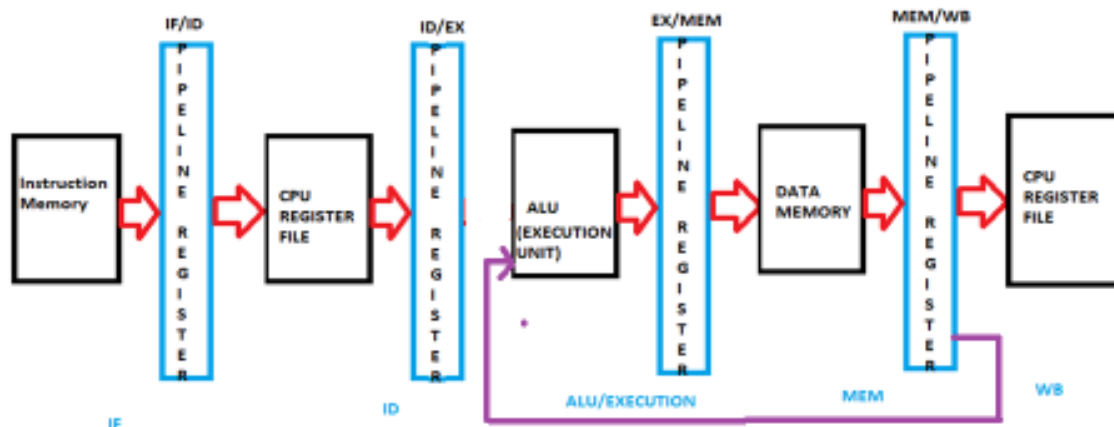 IF/ID
ID/EX
EX/MEM
MEM/WB
PIPELINE REGISTER
PIPELINE REGISTER
PIPELINE REGISTER
PIPELINE REGISTER
Instruction
Memory
CPU
REGISTER
FILE
ALU
(EXECUTION
UNIT)
DATA
MEMORY
CPU
REGISTER
FILE
IF
ID
ALU/EXECUTION
MEM
WB